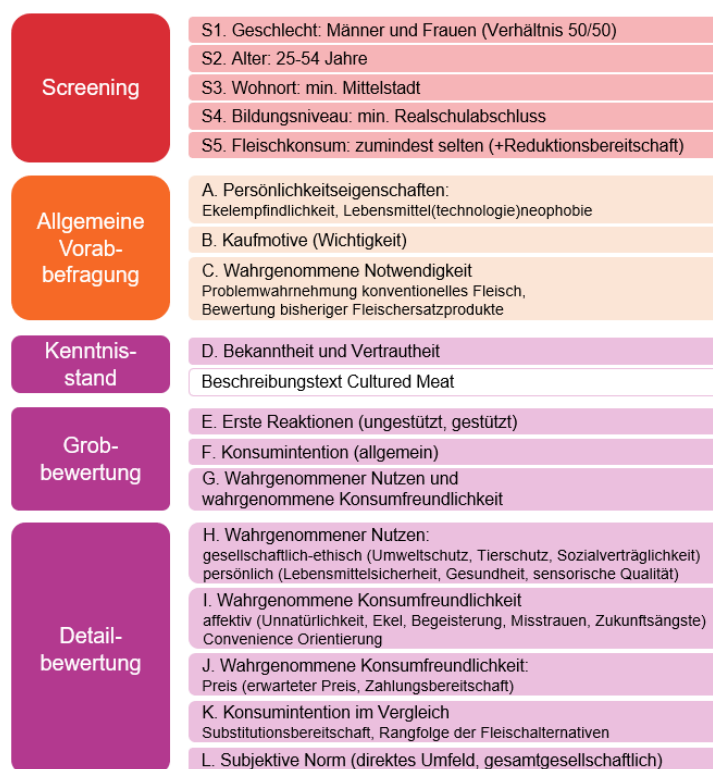 Screening
S1. Geschlecht: Männer und Frauen (Verhältnis 50/50)
S2. Alter: 25-54 Jahre
S3. Wohnort: min. Mittelstadt
S4. Bildungsniveau: min. Realschulabschluss
S5. Fleischkonsum: zumindest selten (+Reduktionsbereitschaft)
Allgemeine
Vorab-
befragung
A. Persönlichkeitseigenschaften:
Ekelempfindlichkeit, Lebensmittel(technologie)neophobie
B. Kaufmotive (Wichtigkeit)
C. Wahrgenommene Notwendigkeit
Problemwahrnehmung konventionelles Fleisch,
Bewertung bisheriger Fleischersatzprodukte
Kenntnis-
stand
D. Bekanntheit und Vertrautheit
Beschreibungstext Cultured Meat
Grob-
bewertung
E. Erste Reaktionen (ungestützt, gestützt)
F. Konsumintention (allgemein)
G. Wahrgenommener Nutzen und
wahrgenommene Konsumfreundlichkeit
Detail-
bewertung
H. Wahrgenommener Nutzen:
gesellschaftlich-ethisch (Umweltschutz, Tierschutz, Sozialverträglichkeit)
persönlich (Lebensmittelsicherheit, Gesundheit, sensorische Qualität)
I. Wahrgenommene Konsumfreundlichkeit
affektiv (Unnatürlichkeit, Ekel, Begeisterung, Misstrauen, Zukunftsängste)
Convenience Orientierung
J. Wahrgenommene Konsumfreundlichkeit:
Preis (erwarteter Preis, Zahlungsbereitschaft)
K. Konsumintention im Vergleich
Substitutionsbereitschaft, Rangfolge der Fleischalternativen
L. Subjektive Norm (direktes Umfeld, gesamtgesellschaftlich)